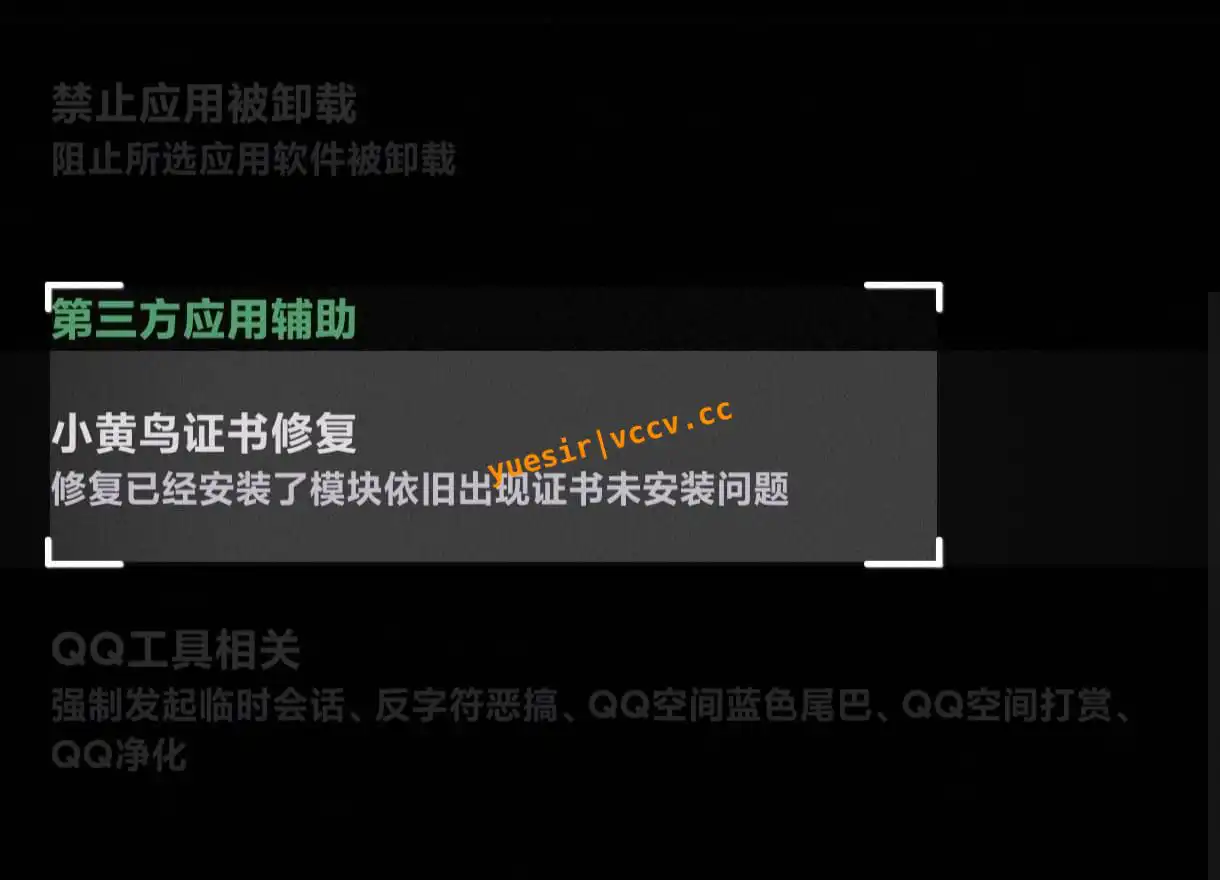 禁止应用被卸载
阻止所选应用软件被卸载
第三方应用辅助
小黄鸟证书修复
yuesir|vccv.cc
修复已经安装了模块依旧出现证书未安装问题
QQ工具相关
强制发起临时会话、反字符恶搞、QQ空间蓝色尾巴、QQ空间打赏、
QQ净化